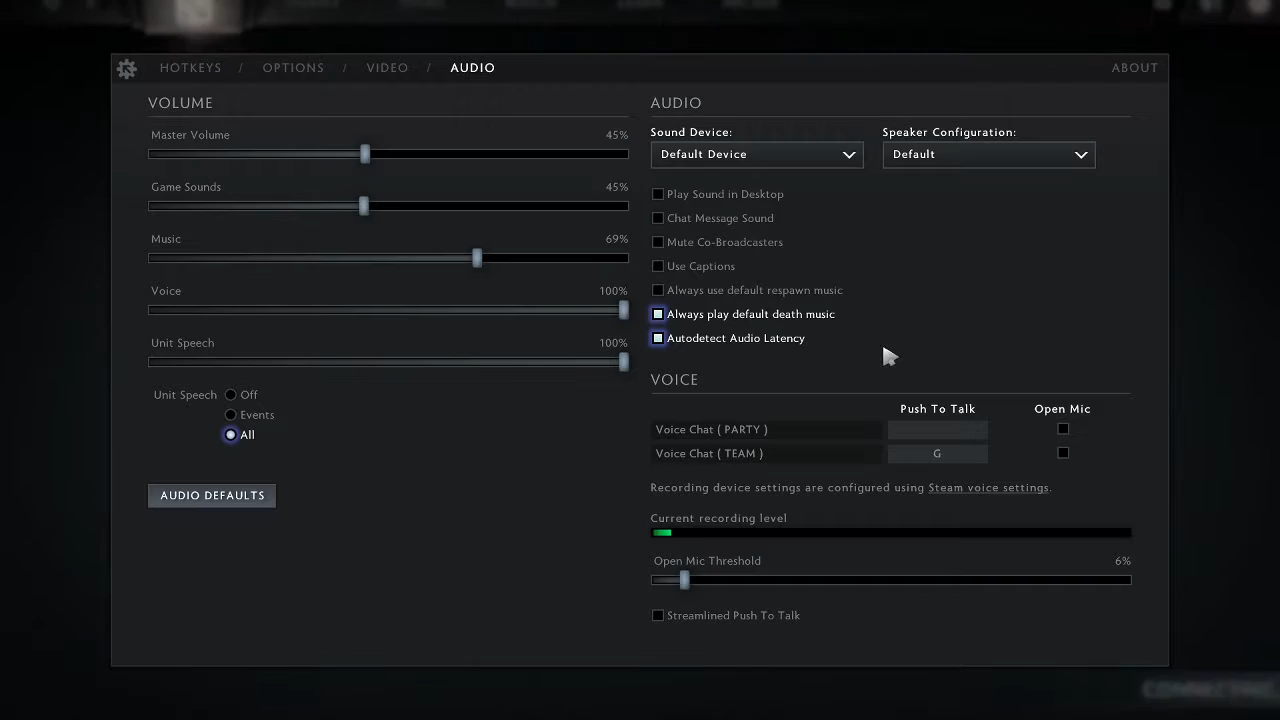 HOTKEYS / OPTIONS / VIDEO / AUDIO ABOUT
VOLUME
Master Volume 45%
Game Sounds 45%
Music 69%
Voice 100%
Unit Speech 100%
Unit Speech Off
Events
All
AUDIO DEFAULTS
AUDIO
Sound Device: Speaker Configuration:
Default Device Default
Play Sound in Desktop
Chat Message Sound
Mute Co-Broadcasters
Use Captions
Always use default respawn music
Always play default death music
Autodetect Audio Latency
VOICE
Push To Talk Open Mic
Voice Chat ( PARTY )
Voice Chat ( TEAM ) G
Recording device settings are configured using Steam voice settings.
Current recording level
Open Mic Threshold 6%
Streamlined Push To Talk